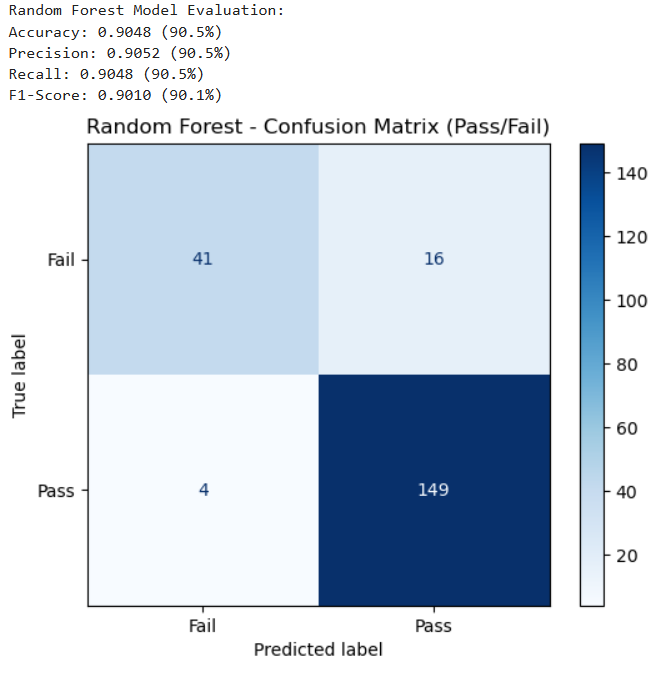 Random Forest Model Evaluation:
Accuracy: 0.9048 (90.5%)
Precision: 0.9052 (90.5%)
Recall: 0.9048 (90.5%)
F1-Score: 0.9010 (90.1%)
Random Forest - Confusion Matrix (Pass/Fail)
True label
Fail
41
16
Pass
4
149
Fail
Pass
Predicted label
140
120
100
80
60
40
20